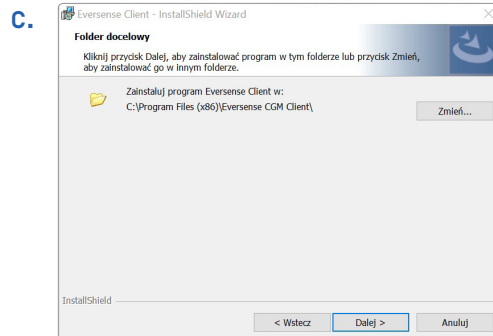 C.
Eversense Client - InstallShield Wizard
Folder docelowy
Kliknij przycisk Dalej, aby zainstalować program w tym folderze lub przycisk Zmień,
aby zainstalować go w innym folderze.
Zainstaluj program Eversense Client w:
C:\Program Files (x86)\Eversense CGM Client\
Zmień...
InstallShield
< Wstecz
Dalej >
Anuluj